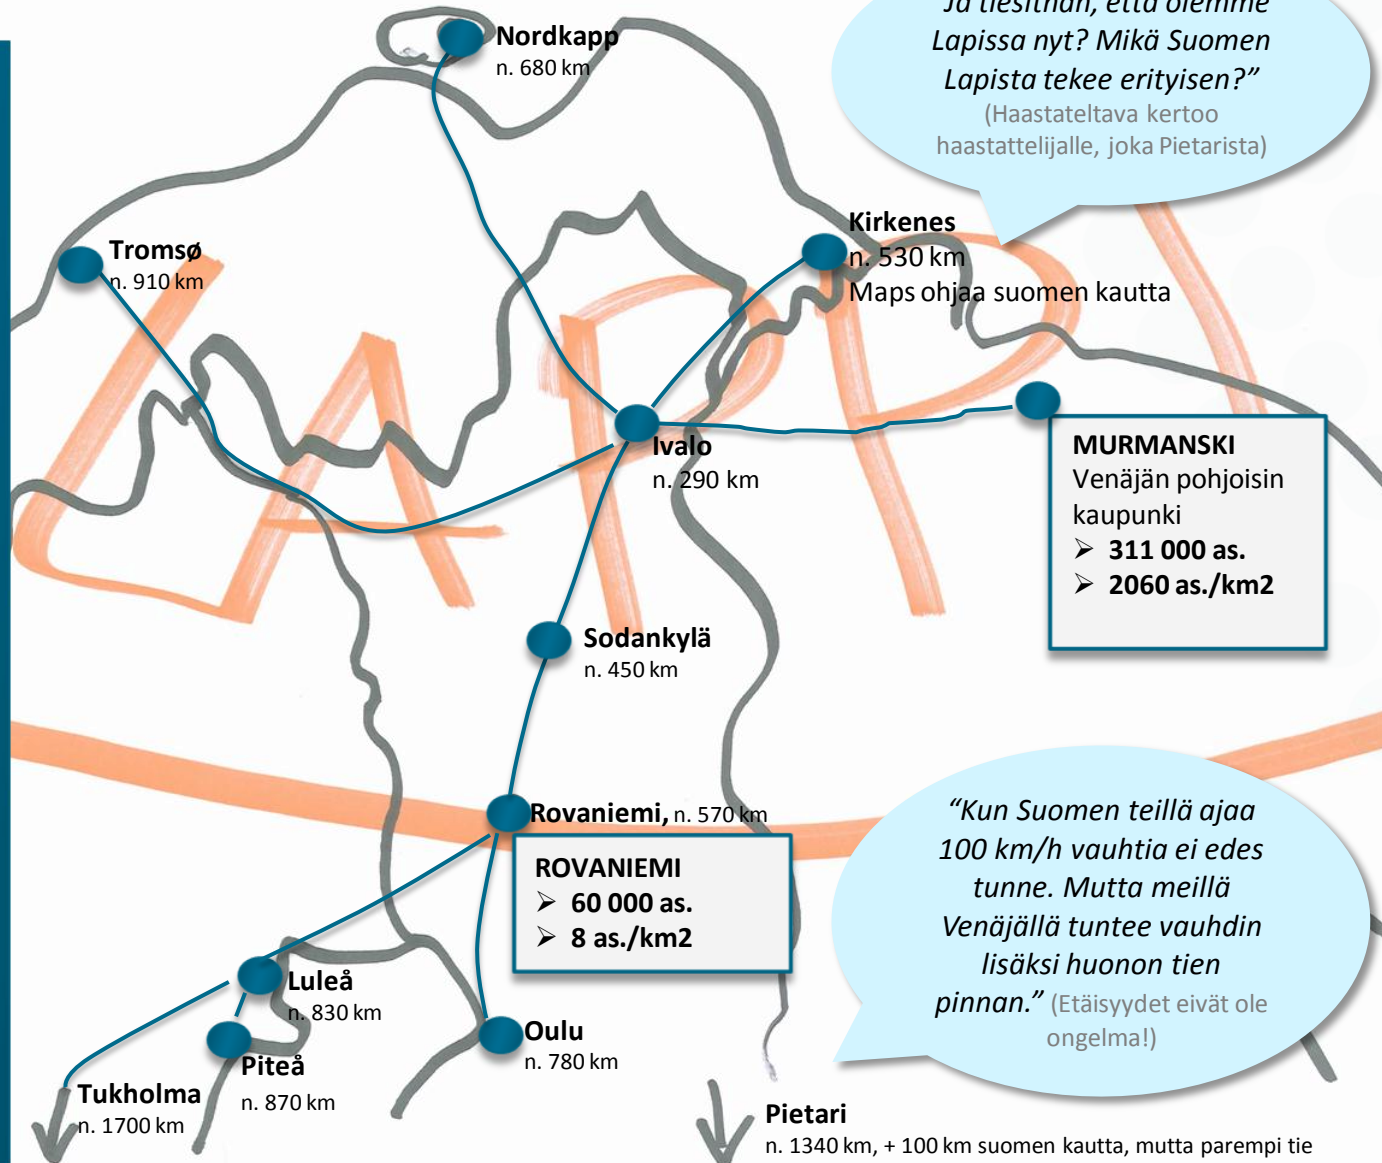 Ja tiesithän, että olemme
Lapissa nyt? Mikä Suomen
Lapista tekee erityisen?”
(Haastateltava kertoo
haastattelijalle, joka Pietarista)
Nordkapp
n. 680 km
Kirkenes
n. 530 km
Maps ohjaa suomen kautta
Tromsø
n. 910 km
LAPPI
Ivalo
n. 290 km
MURMANSKI
Venäjän pohjoisin
kaupunki
➢ 311 000 as.
➢ 2060 as./km2
Sodankylä
n. 450 km
Rovaniemi, n. 570 km
ROVANIEMI
➢ 60 000 as.
➢ 8 as./km2
“Kun Suomen teillä ajaa
100 km/h vauhtia ei edes
tunne. Mutta meillä
Venäjällä tuntee vauhdin
lisäksi huonon tien
pinnan.” (Etäisyydet eivät ole
ongelma!)
Luleå
n. 830 km
Oulu
n. 780 km
Piteå
n. 870 km
Tukholma
n. 1700 km
Pietari
n. 1340 km, + 100 km suomen kautta, mutta parempi tie